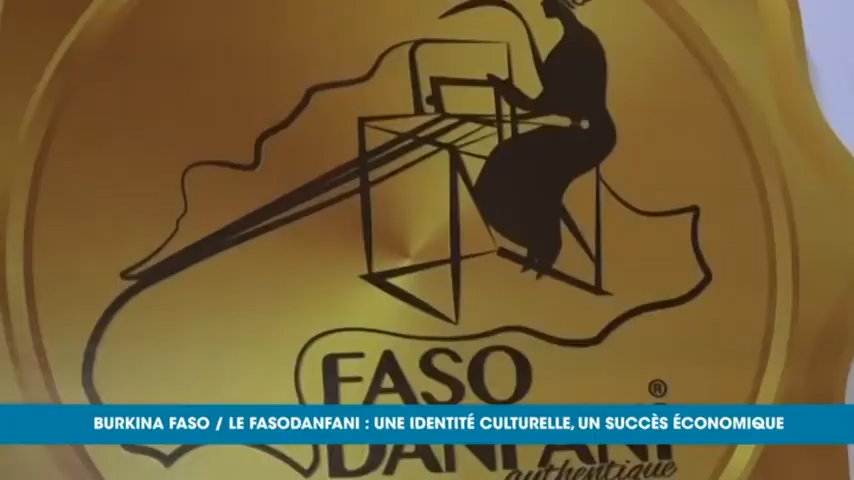 FASO
®
BURKINA FASO / LE FASODANFANI : UNE IDENTITÉ CULTURELLE, UN SUCCÈS ÉCONOMIQUE
DANFANI
authentique